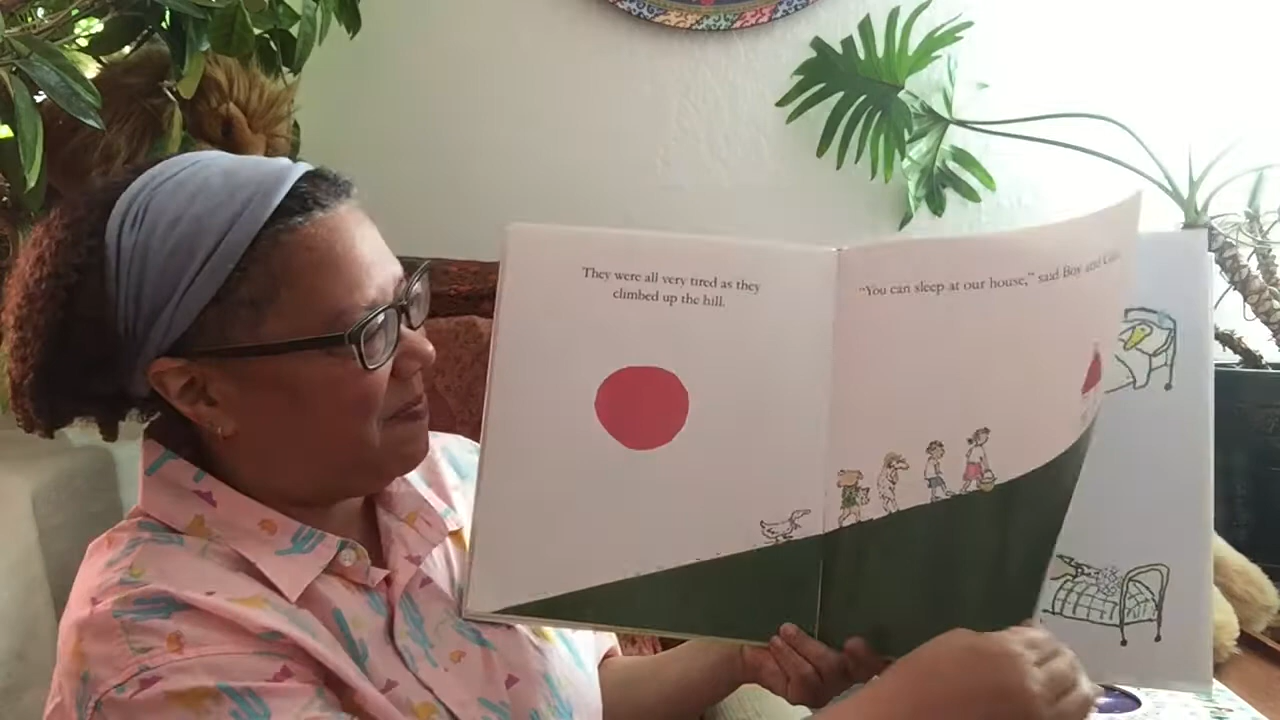 They were all very tired as they
climbed up the hill.
"You can sleep at our house," said Boy and